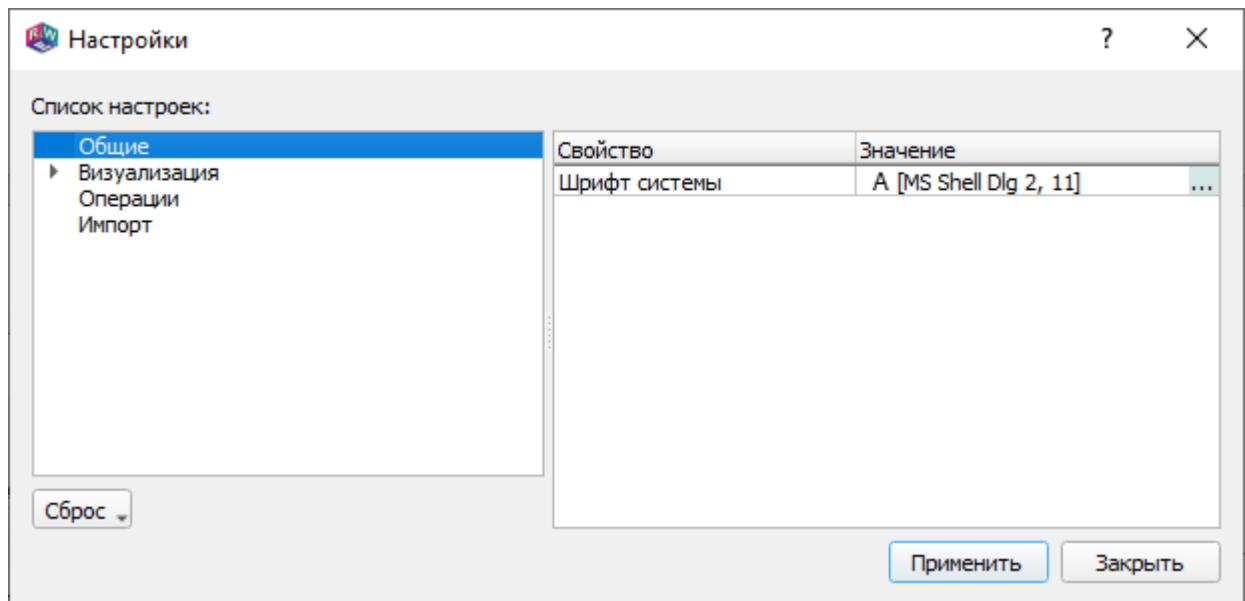 RW Настройки ?
Список настроек:
Общие
Визуализация
Операции
Импорт
Свойство Значение
Шрифт системы A [MS Shell Dlg 2, 11] ...
Сброс
Применить Закрыть